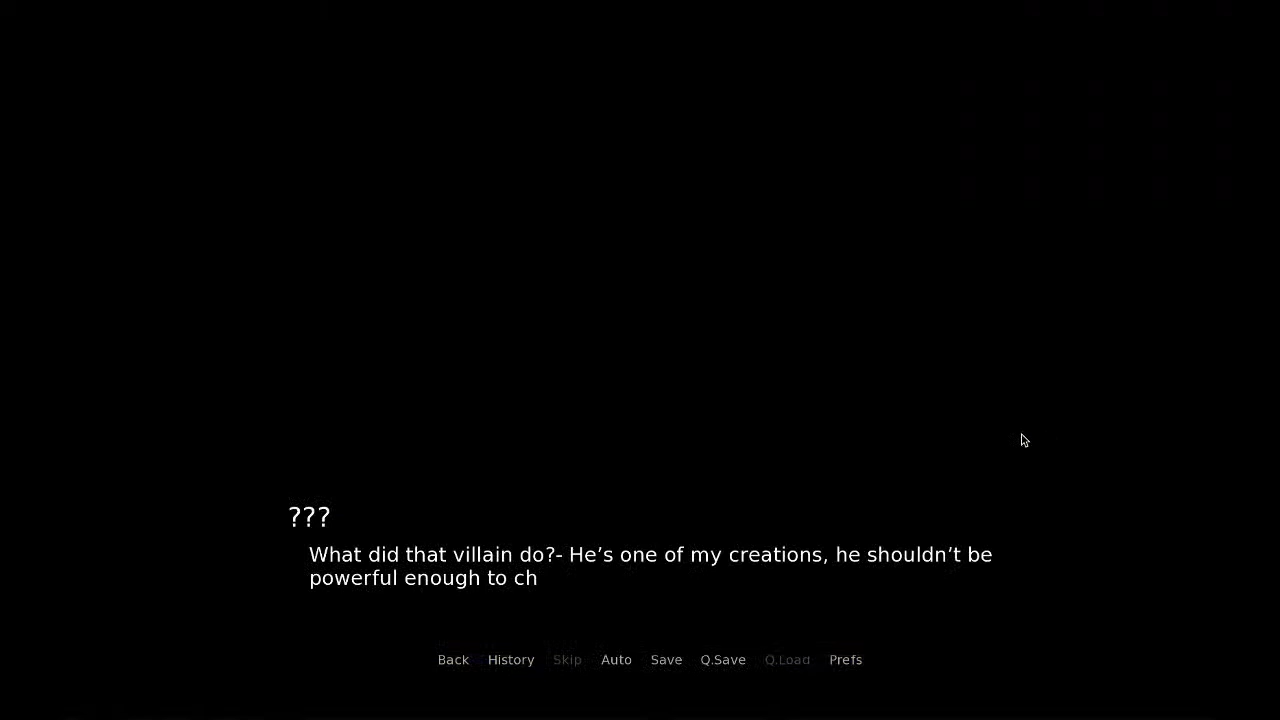 ???
What did that villain do?- He’s one of my creations, he shouldn’t be
powerful enough to ch
Back History Skip Auto Save Q.Save Q.Load Prefs